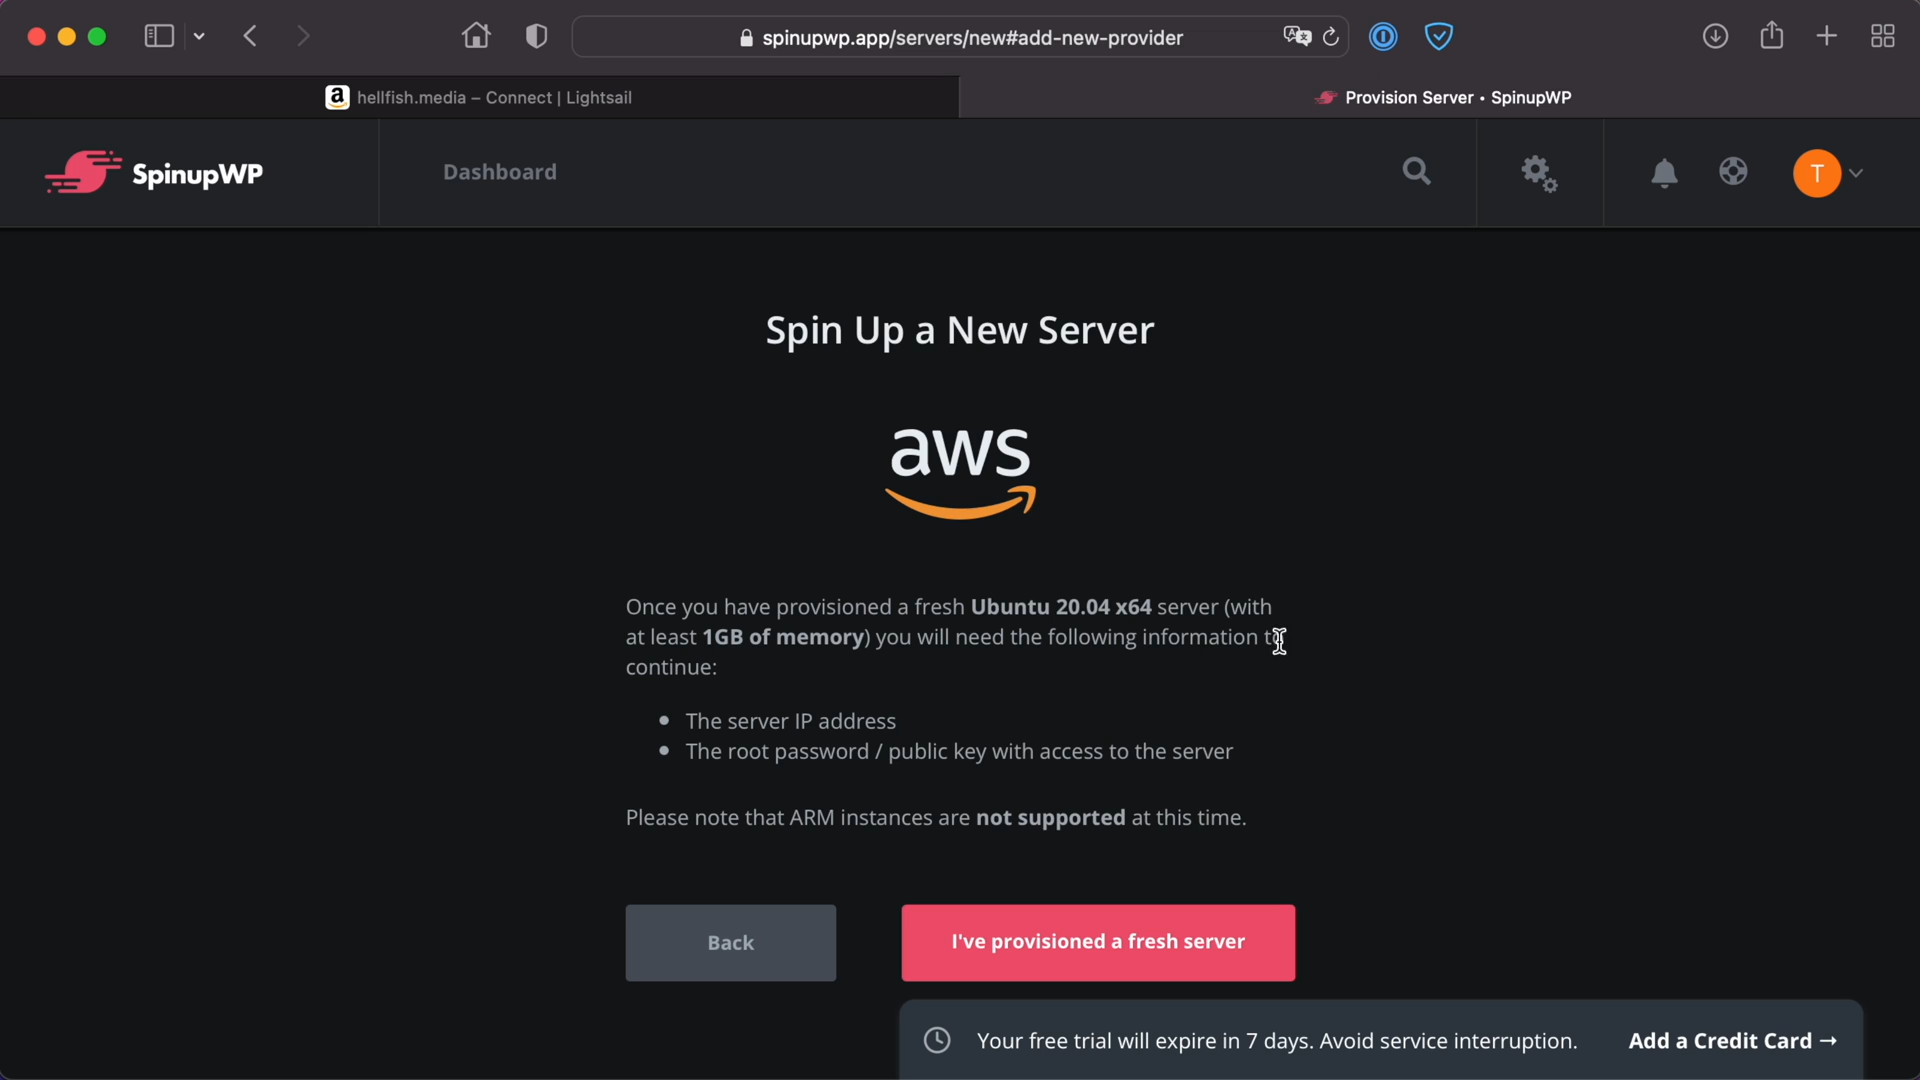 spinupwp.app/servers/new#add-new-provider
a hellfish.media – Connect | Lightsail
Provision Server • SpinupWP
SpinupWP
Dashboard
T
Spin Up a New Server
aws
Once you have provisioned a fresh Ubuntu 20.04 x64 server (with
at least 1GB of memory) you will need the following information to
continue:
• The server IP address
• The root password / public key with access to the server
Please note that ARM instances are not supported at this time.
Back
I've provisioned a fresh server
Your free trial will expire in 7 days. Avoid service interruption.
Add a Credit Card →